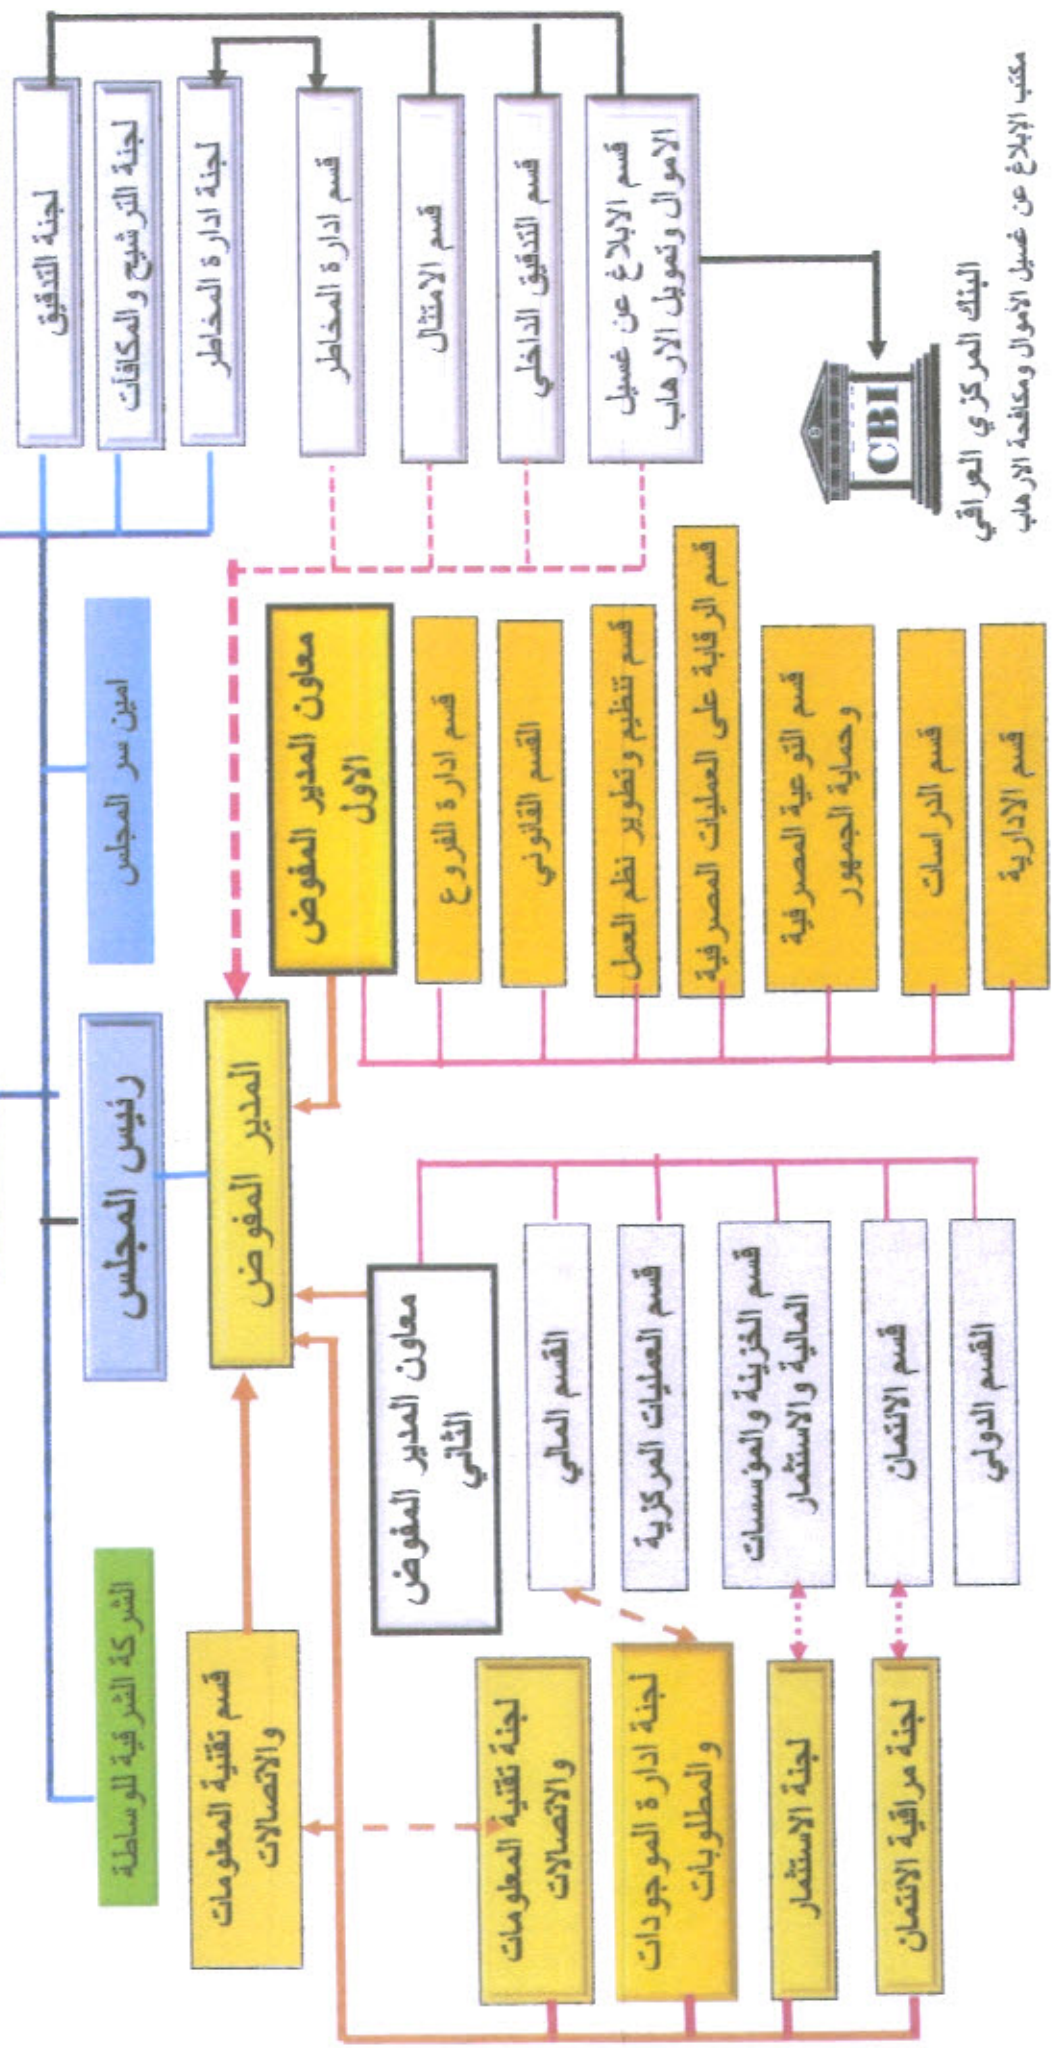 لجنة التدقيق
لجنة الترشيح والمكافآت
لجنة ادارة المخاطر
قسم ادارة المخاطر
قسم الامتثال
قسم التدقيق الداخلي
قسم الابلاغ عن غسيل
الاموال وتمويل الارهاب
CBI
البنك المركزي العراقي
مكتب الإبلاغ عن غسيل الأموال ومكافحة الارهاب
امين سر المجلس
رئيس المجلس
الشركة الشرقية للوساطة
المدير المفوض
معاون المدير المفوض
الاول
قسم ادارة الفروع
القسم القانوني
قسم تنظيم وتطوير نظم العمل
قسم الرقابة على العمليات المصرفية
قسم التوعية المصرفية
وحماية الجمهور
قسم الدراسات
قسم الادارية
معاون المدير المفوض
الثاني
القسم المالي
قسم العمليات المركزية
قسم الخزينة والمؤسسات
المالية والاستثمار
قسم الائتمان
القسم الدولي
قسم تقنية المعلومات
والاتصالات
لجنة تقنية المعلومات
والاتصالات
لجنة ادارة الموجودات
والمطلوبات
لجنة الاستثمار
لجنة مراقبة الائتمان